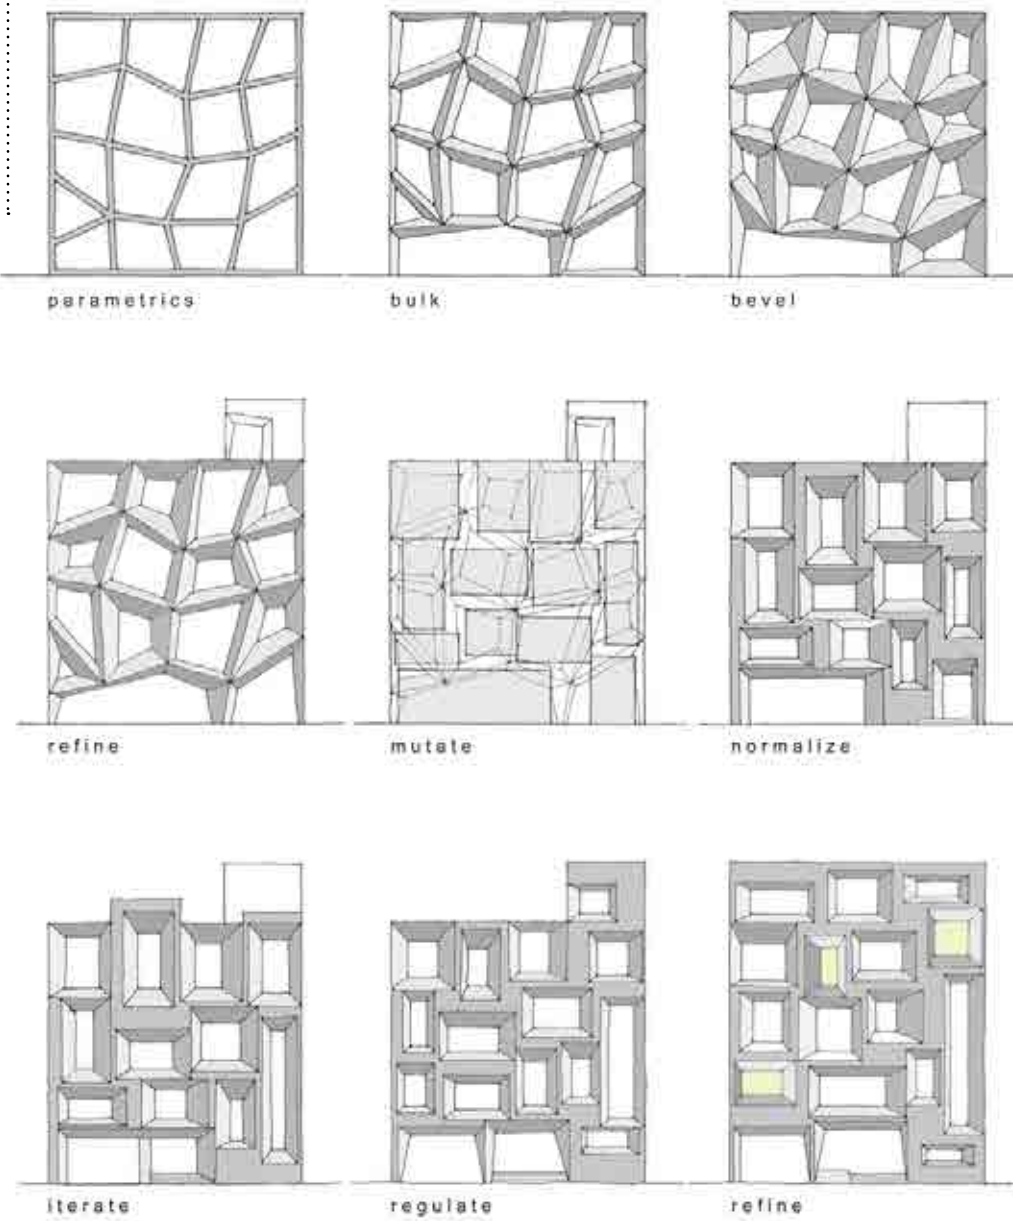 parametrics
bulk
bevel
refine
mutate
normalize
iterate
regulate
refine